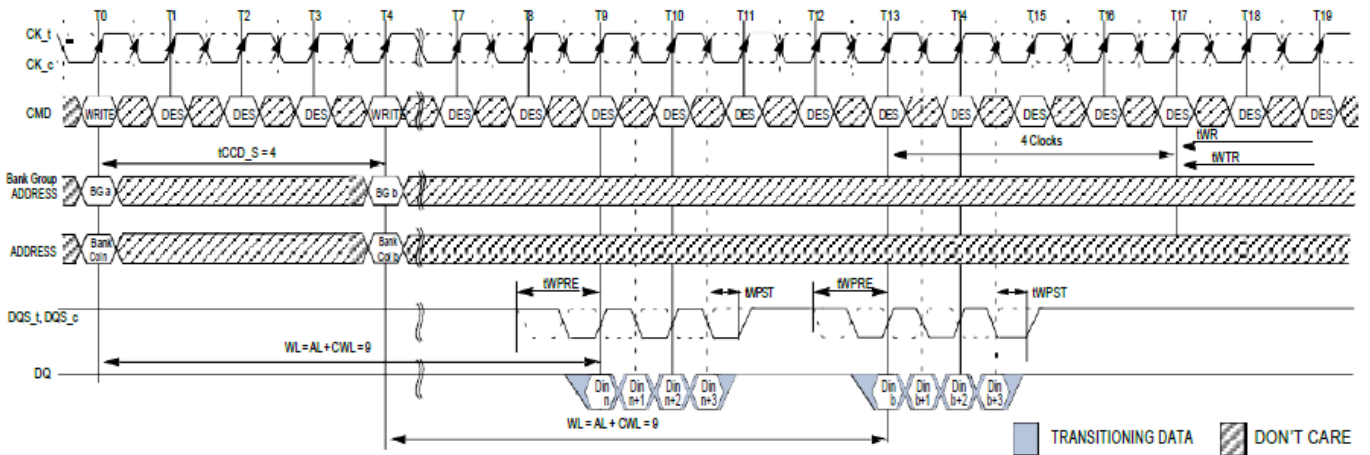 T0 T1 T2 T3 T4 T7 T8 T9 T10 T11 T12 T13 T14 T15 T16 T17 T18 T19
CK_t
CK_c
CMD WRITE DES DES DES WRITE DES DES DES DES DES DES DES DES DES DES DES DES DES
tCCD_S = 4 4 Clocks tWR
tWTR
Bank Group
ADDRESS BG a BG b
ADDRESS Bank Col n Bank Col b
tWPRE tWPST tWPRE tWPST
DQS_t, DQS_c
WL = AL + CWL = 9
DQ Din n Din n+1 Din n+2 Din n+3 Din b Din b+1 Din b+2 Din b+3
WL = AL + CWL = 9
TRANSITIONING DATA DON'T CARE